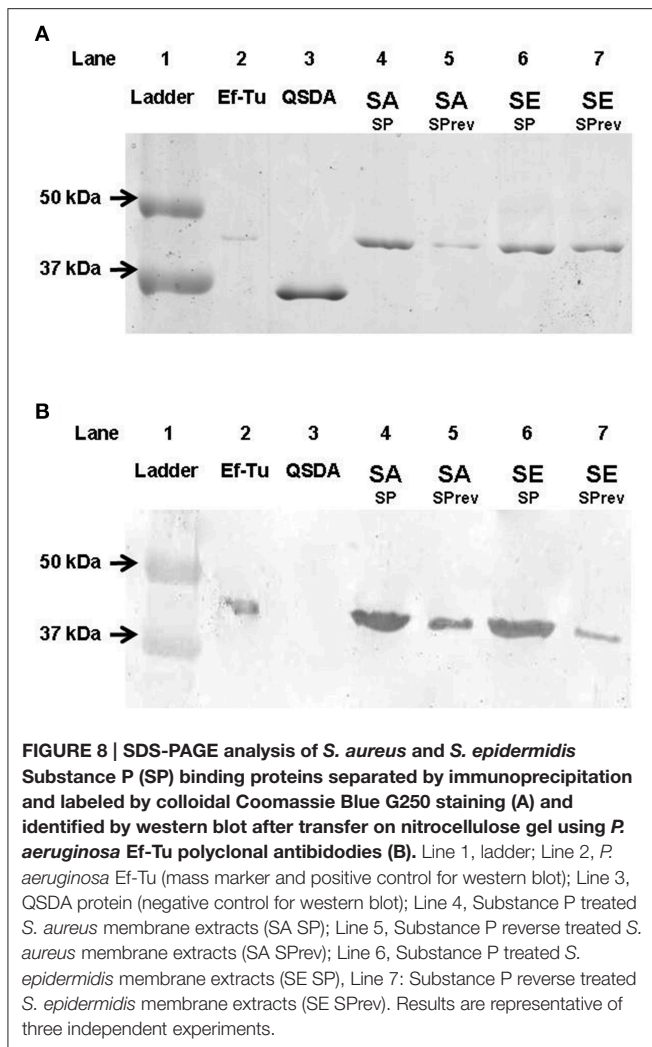 A
Lane 1 2 3 4 5 6 7
Ladder Ef-Tu QSDA SA SA SE SE
SP SPrev SP SPrev
50 kDa
37 kDa
B
Lane 1 2 3 4 5 6 7
Ladder Ef-Tu QSDA SA SA SE SE
SP SPrev SP SPrev
50 kDa
37 kDa
FIGURE 8 | SDS-PAGE analysis of S. aureus and S. epidermidis
Substance P (SP) binding proteins separated by immunoprecipitation
and labeled by colloidal Coomassie Blue G250 staining (A) and
identified by western blot after transfer on nitrocellulose gel using P.
aeruginosa Ef-Tu polyclonal antibidodies (B). Line 1, ladder; Line 2, P.
aeruginosa Ef-Tu (mass marker and positive control for western blot); Line 3,
QSDA protein (negative control for western blot); Line 4, Substance P treated
S. aureus membrane extracts (SA SP); Line 5, Substance P reverse treated S.
aureus membrane extracts (SA SPrev); Line 6, Substance P treated S.
epidermidis membrane extracts (SE SP), Line 7: Substance P reverse treated
S. epidermidis membrane extracts (SE SPrev). Results are representative of
three independent experiments.